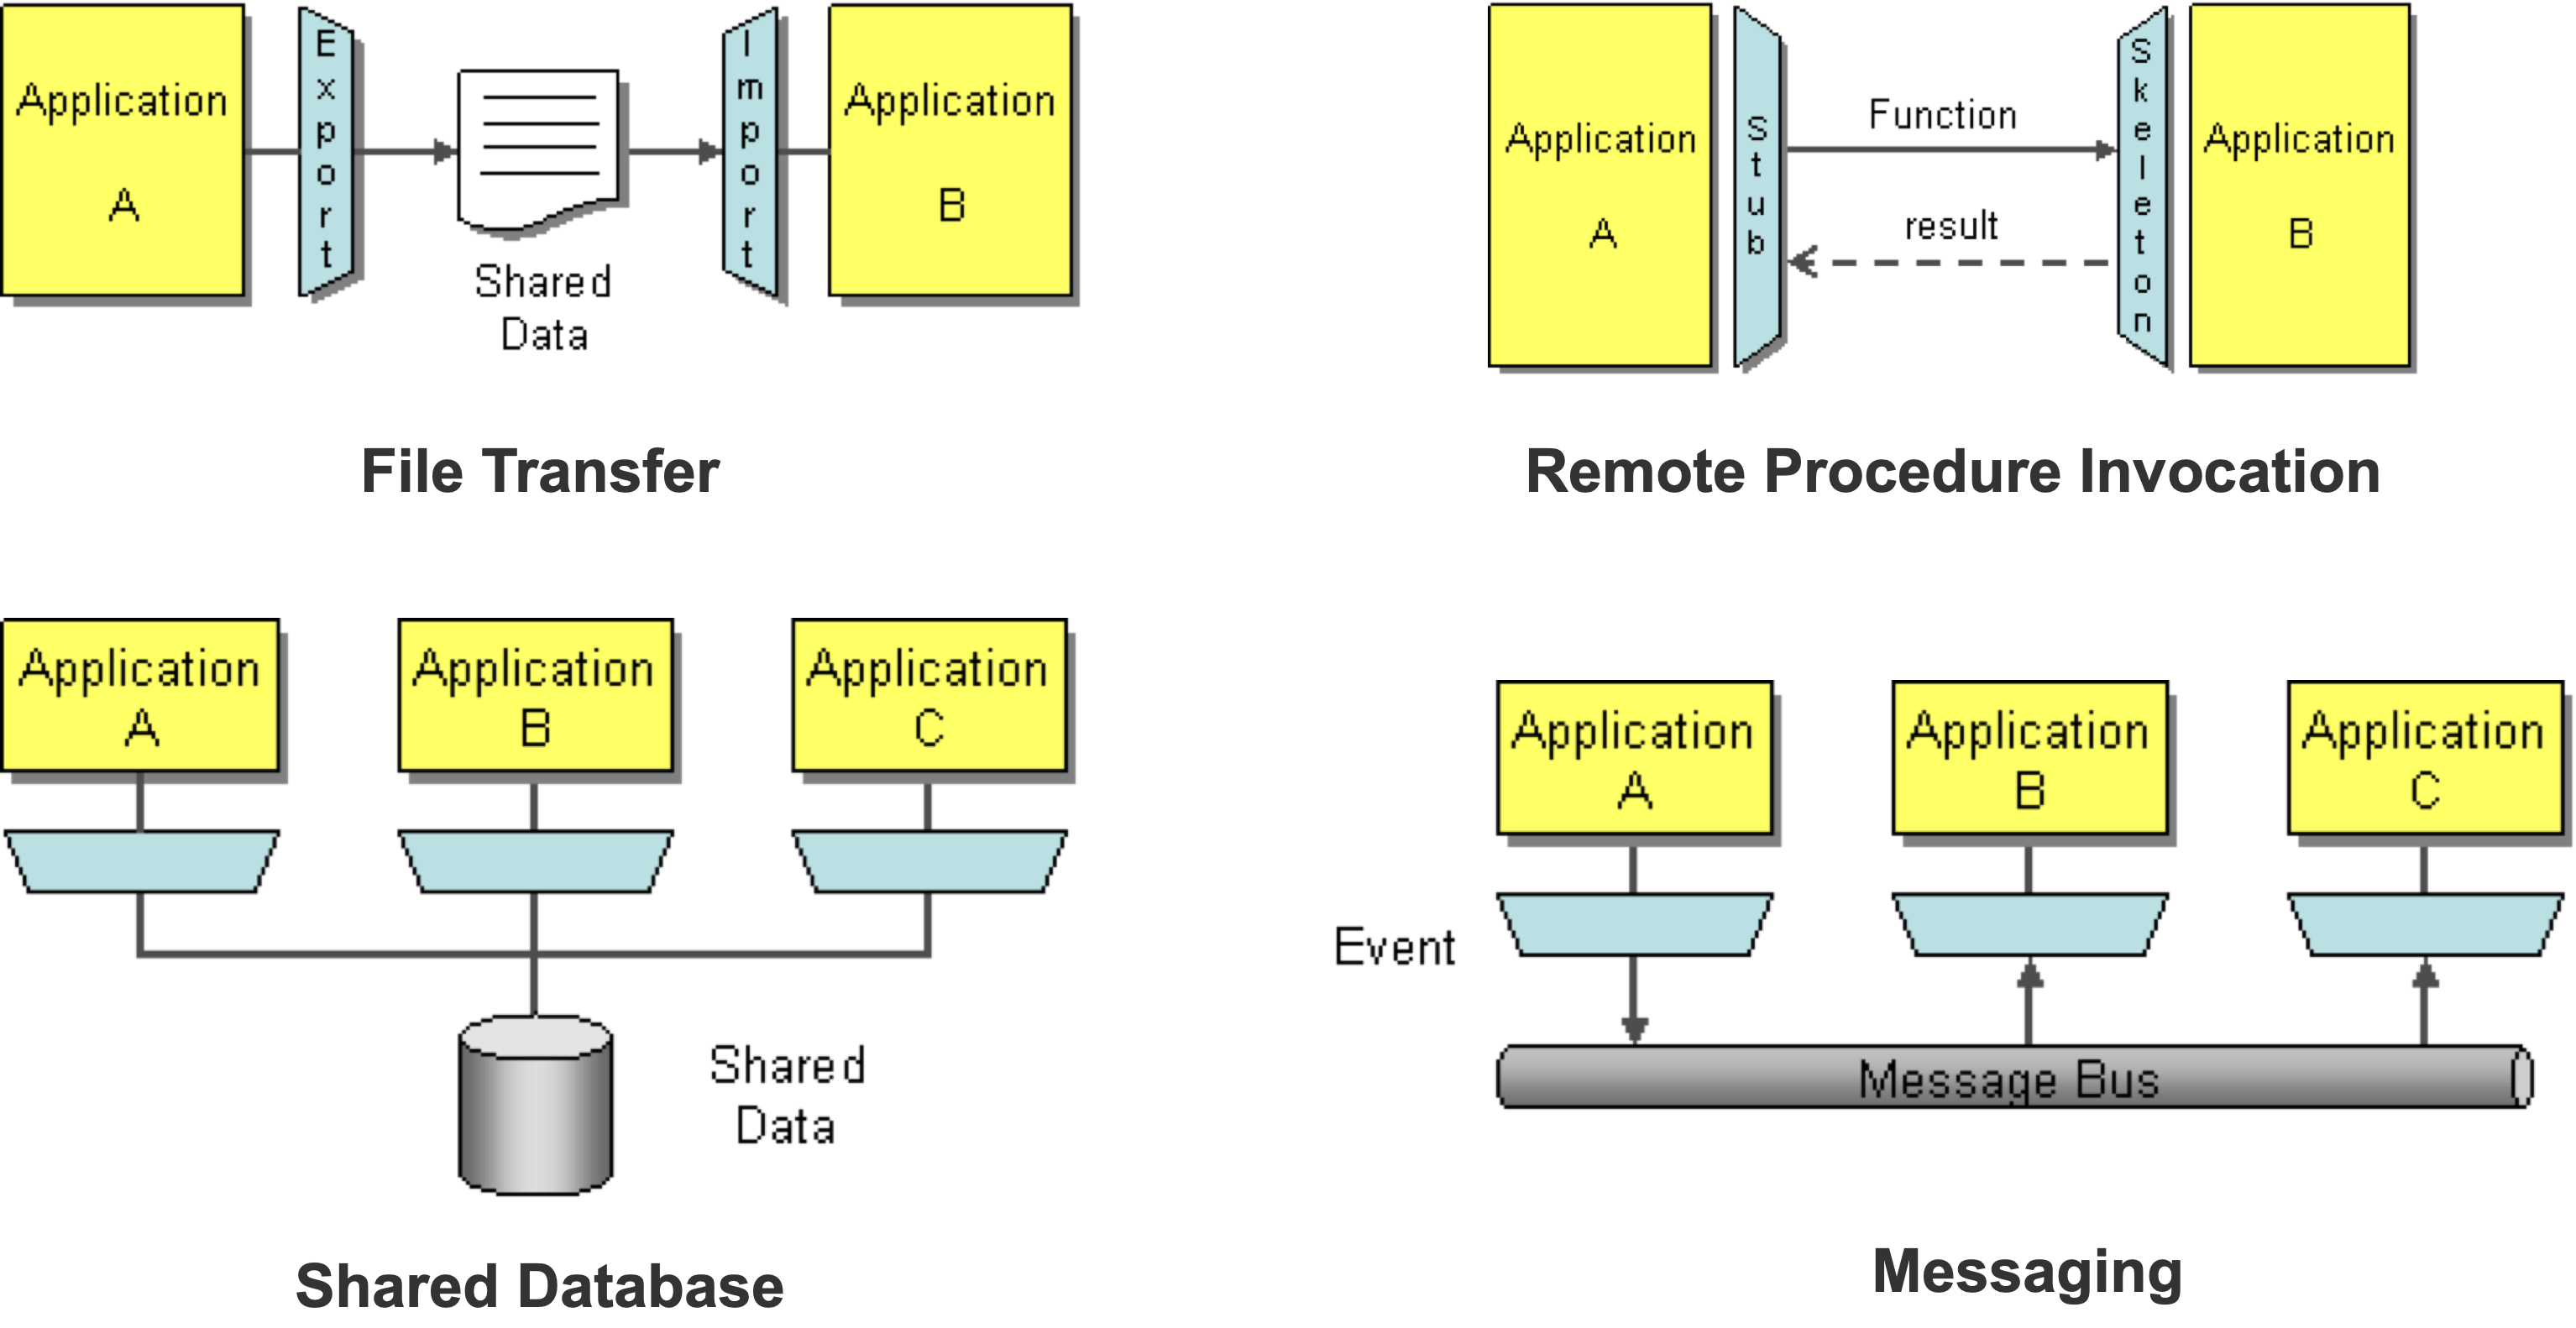 Application
A
Export
Shared
Data
Import
Application
B
File Transfer
Application
A
Stub
Function
result
Skeleton
Application
B
Remote Procedure Invocation
Application
A
Application
B
Application
C
Shared
Data
Shared Database
Application
A
Application
B
Application
C
Event
Message Bus
Messaging